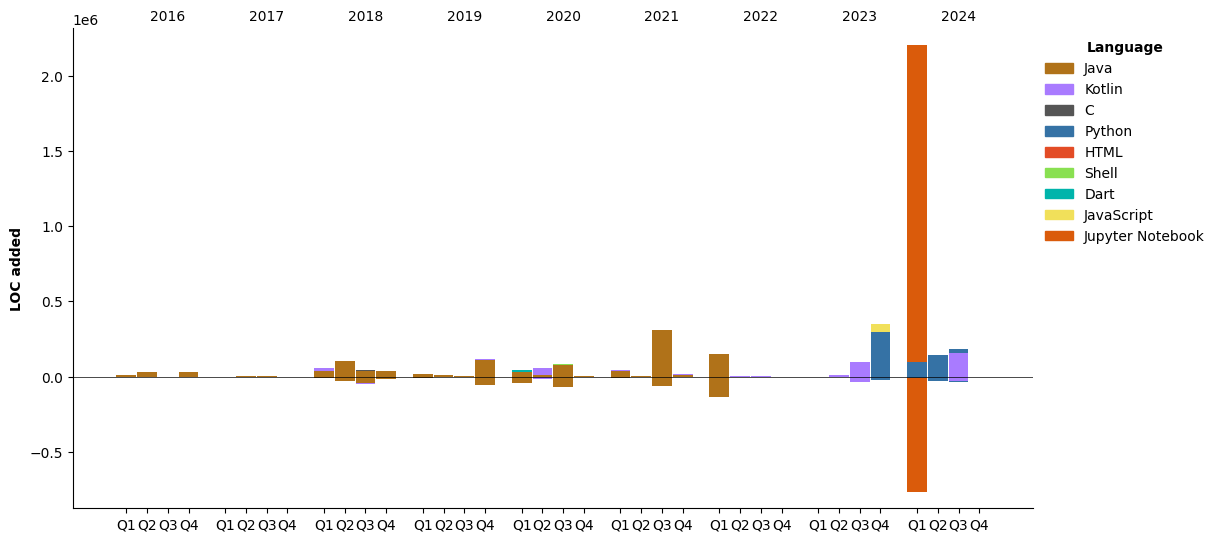 1e6
2016 2017 2018 2019 2020 2021 2022 2023 2024
LOC added
2.0
1.5
1.0
0.5
0.0
−0.5
Q1 Q2 Q3 Q4 Q1 Q2 Q3 Q4 Q1 Q2 Q3 Q4 Q1 Q2 Q3 Q4 Q1 Q2 Q3 Q4 Q1 Q2 Q3 Q4 Q1 Q2 Q3 Q4 Q1 Q2 Q3 Q4 Q1 Q2 Q3 Q4
Language
Java
Kotlin
C
Python
HTML
Shell
Dart
JavaScript
Jupyter Notebook